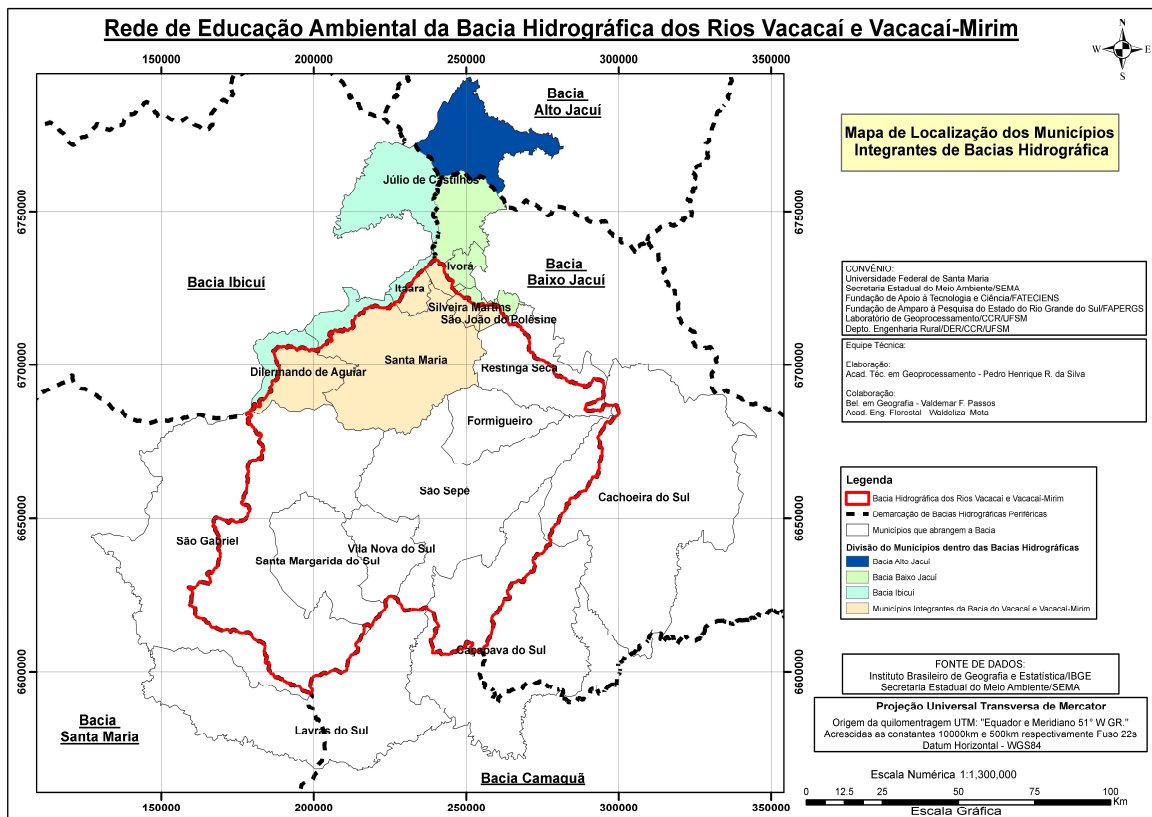 Rede de Educação Ambiental da Bacia Hidrográfica dos Rios Vacacaí e Vacacaí-Mirim
N
W E
S
150000 200000 250000 300000 350000
6750000 6750000
6700000 6700000
6650000 6650000
6600000 6600000
150000 200000 250000 300000 350000
Bacia
Alto Jacuí
Júlio de Castilhos
Bacia Ibicuí
Bacia
Baixo Jacuí
Ivorá
Itaara
Silveira Martins
São João do Polêsine
Santa Maria
Restinga Seca
Dilermando de Aguiar
Formigueiro
São Sepé
Cachoeira do Sul
São Gabriel
Vila Nova do Sul
Santa Margarida do Sul
Caçapava do Sul
Lavras do Sul
Bacia
Santa Maria
Bacia Camaquã
Mapa de Localização dos Municípios
Integrantes de Bacias Hidrográfica
CONVÊNIO:
Universidade Federal de Santa Maria
Secretaria Estadual do Meio Ambiente/SEMA
Fundação de Apoio à Tecnologia e Ciência/FATECIENS
Fundação de Amparo à Pesquisa do Estado do Rio Grande do Sul/FAPERGS
Laboratório de Geoprocessamento/CCR/UFSM
Depto. Engenharia Rural/DER/CCR/UFSM
Equipe Técnica:
Elaboração:
Acad. Téc. em Geoprocessamento - Pedro Henrique R. da Silva
Colaboração:
Bel. em Geografia - Valdemar F. Passos
Acad. Eng. Florestal - Waldeliza Mota
Legenda
Bacia Hidrográfica dos Rios Vacacaí e Vacacaí-Mirim
Demarcação de Bacias Hidrográficas Periféricas
Municípios que abrangem a Bacia
Divisão do Municípios dentro das Bacias Hidrográficas
Bacia Alto Jacuí
Bacia Baixo Jacuí
Bacia Ibicuí
Municípios Integrantes da Bacia do Vacacaí e Vacacaí-Mirim
FONTE DE DADOS:
Instituto Brasileiro de Geografia e Estatística/IBGE
Secretaria Estadual do Meio Ambiente/SEMA
Projeção Universal Transversa de Mercator
Origem da quilomentragem UTM: "Equador e Meridiano 51° W GR."
Acrescidas as constantes 10000km e 500km respectivamente Fuso 22s
Datum Horizontal - WGS84
Escala Numérica 1:1,300,000
0 12.5 25 50 75 100
Km
Escala Gráfica